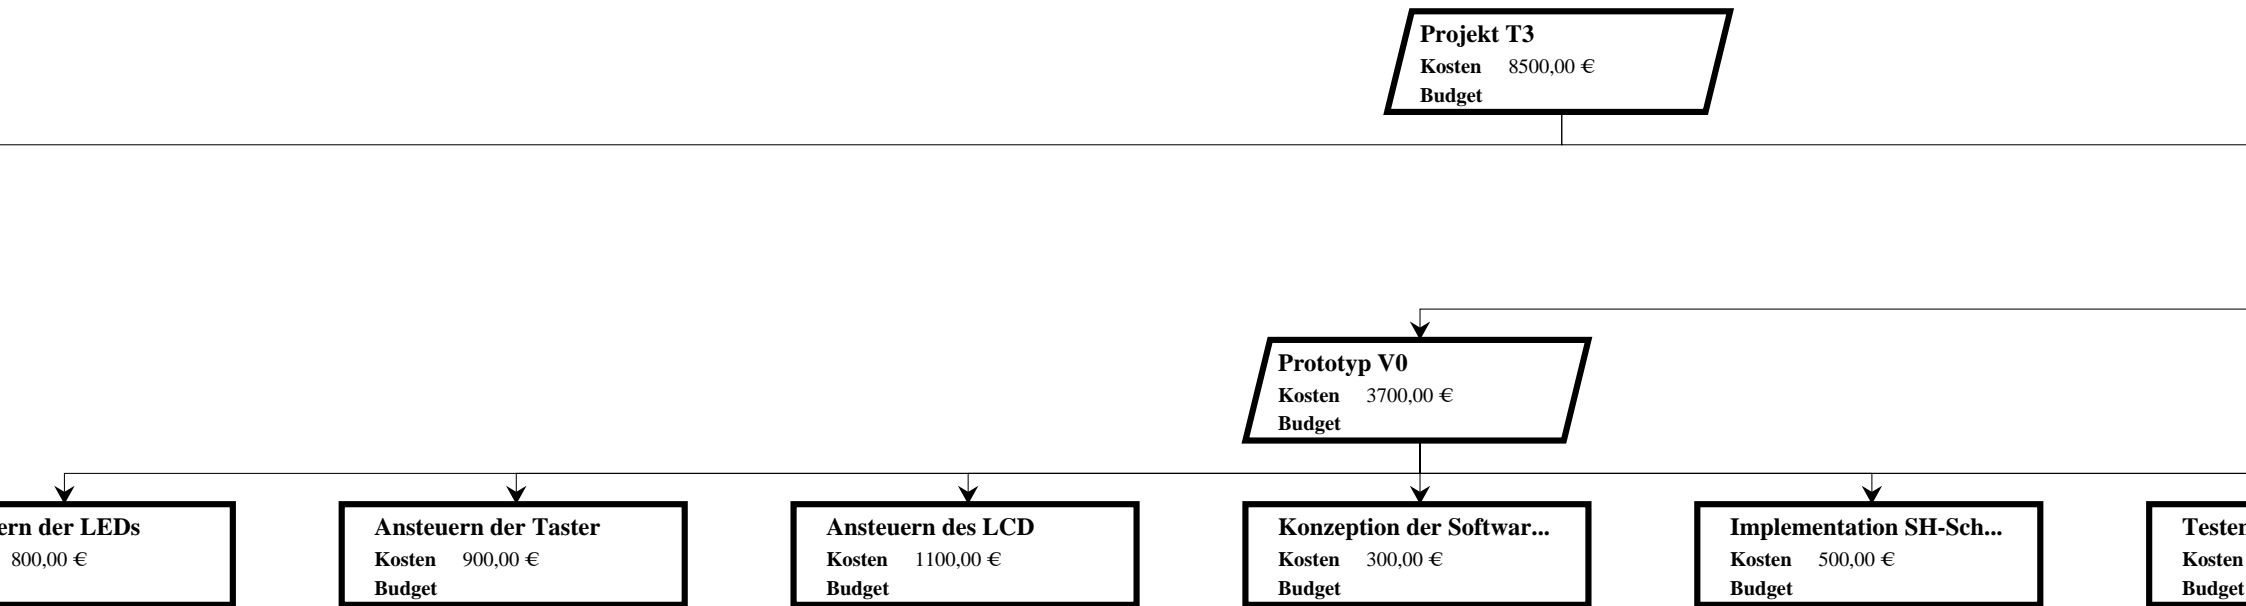 Projekt T3
Kosten 8500,00 €
Budget
Prototyp V0
Kosten 3700,00 €
Budget
ern der LEDs
800,00 €
Ansteuern der Taster
Kosten 900,00 €
Budget
Ansteuern des LCD
Kosten 1100,00 €
Budget
Konzeption der Softwar...
Kosten 300,00 €
Budget
Implementation SH-Sch...
Kosten 500,00 €
Budget
Testen
Kosten
Budget